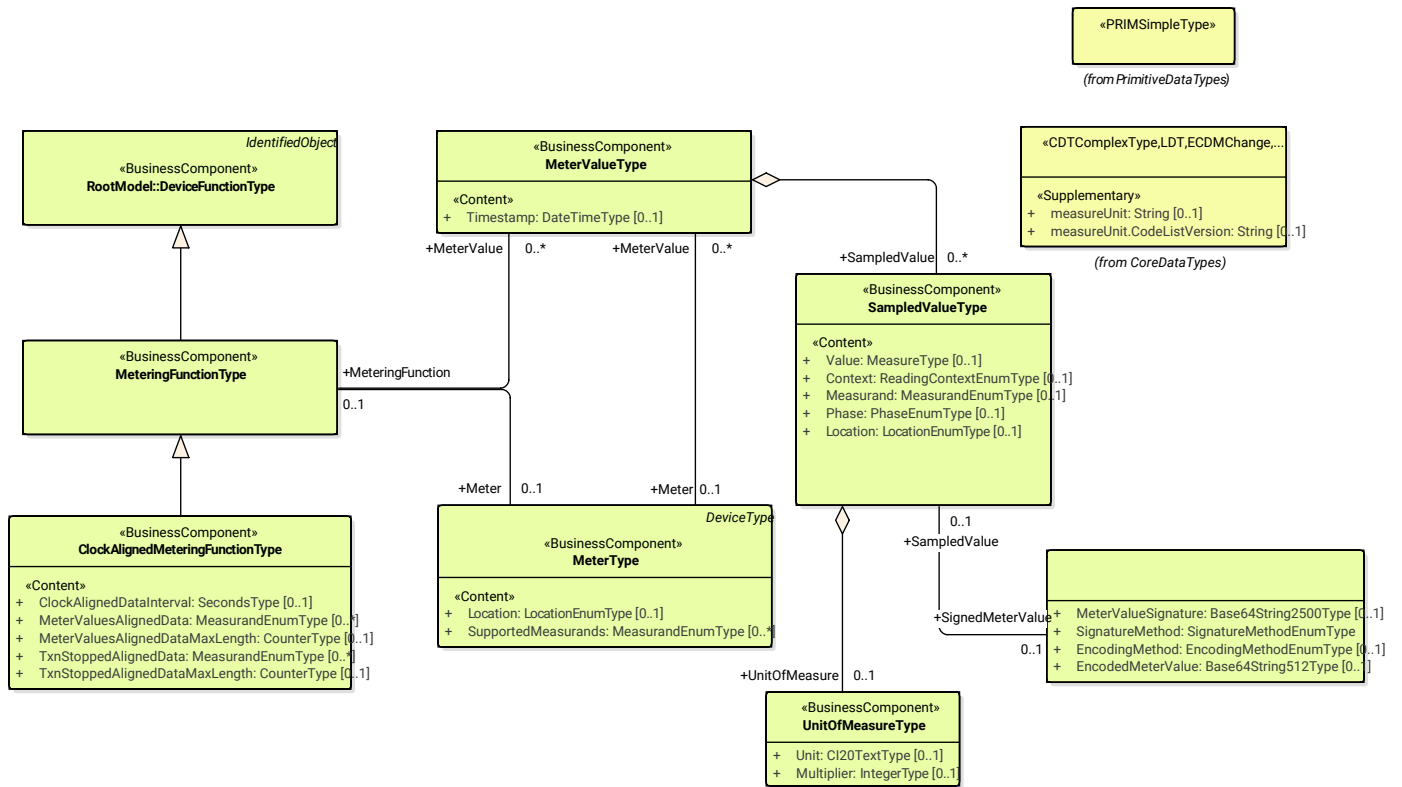 «PRIMSimpleType»
(from PrimitiveDataTypes)
IdentifiedObject
«BusinessComponent»
RootModel::DeviceFunctionType
«BusinessComponent»
MeterValueType
«Content»
+ Timestamp: DateTimeType [0..1]
«CDTComplexType,LDT,ECDMChange,...
«Supplementary»
+ measureUnit: String [0..1]
+ measureUnit.CodeListVersion: String [0..1]
(from CoreDataTypes)
+MeterValue 0..*
+MeterValue 0..*
+SampledValue 0..*
«BusinessComponent»
SampledValueType
«Content»
+ Value: MeasureType [0..1]
+ Context: ReadingContextEnumType [0..1]
+ Measurand: MeasurandEnumType [0..1]
+ Phase: PhaseEnumType [0..1]
+ Location: LocationEnumType [0..1]
«BusinessComponent»
MeteringFunctionType
+MeteringFunction
0..1
+Meter 0..1
+Meter 0..1
«BusinessComponent»
ClockAlignedMeteringFunctionType
«Content»
+ ClockAlignedDataInterval: SecondsType [0..1]
+ MeterValuesAlignedData: MeasurandEnumType [0..*]
+ MeterValuesAlignedDataMaxLength: CounterType [0..1]
+ TxnStoppedAlignedData: MeasurandEnumType [0..*]
+ TxnStoppedAlignedDataMaxLength: CounterType [0..1]
DeviceType
«BusinessComponent»
MeterType
«Content»
+ Location: LocationEnumType [0..1]
+ SupportedMeasurands: MeasurandEnumType [0..*]
0..1
+SampledValue
+SignedMeterValue
0..1
+ MeterValueSignature: Base64String2500Type [0..1]
+ SignatureMethod: SignatureMethodEnumType
+ EncodingMethod: EncodingMethodEnumType [0..1]
+ EncodedMeterValue: Base64String512Type [0..1]
+UnitOfMeasure 0..1
«BusinessComponent»
UnitOfMeasureType
+ Unit: CI20TextType [0..1]
+ Multiplier: IntegerType [0..1]